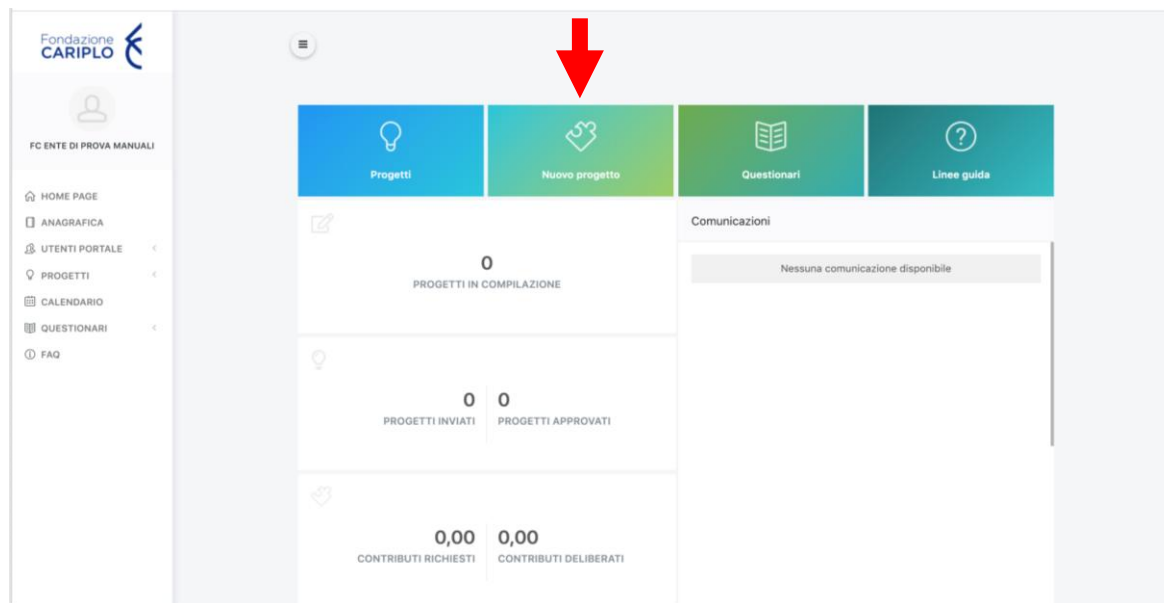 Fondazione
CARIPLO
FC ENTE DI PROVA MANUALI
HOME PAGE
ANAGRAFICA
UTENTI PORTALE
PROGETTI
CALENDARIO
QUESTIONARI
FAQ
Progetti
Nuovo progetto
Questionari
Linee guida
0
PROGETTI IN COMPILAZIONE
0
PROGETTI INVIATI
0
PROGETTI APPROVATI
0,00
CONTRIBUTI RICHIESTI
0,00
CONTRIBUTI DELIBERATI
Comunicazioni
Nessuna comunicazione disponibile